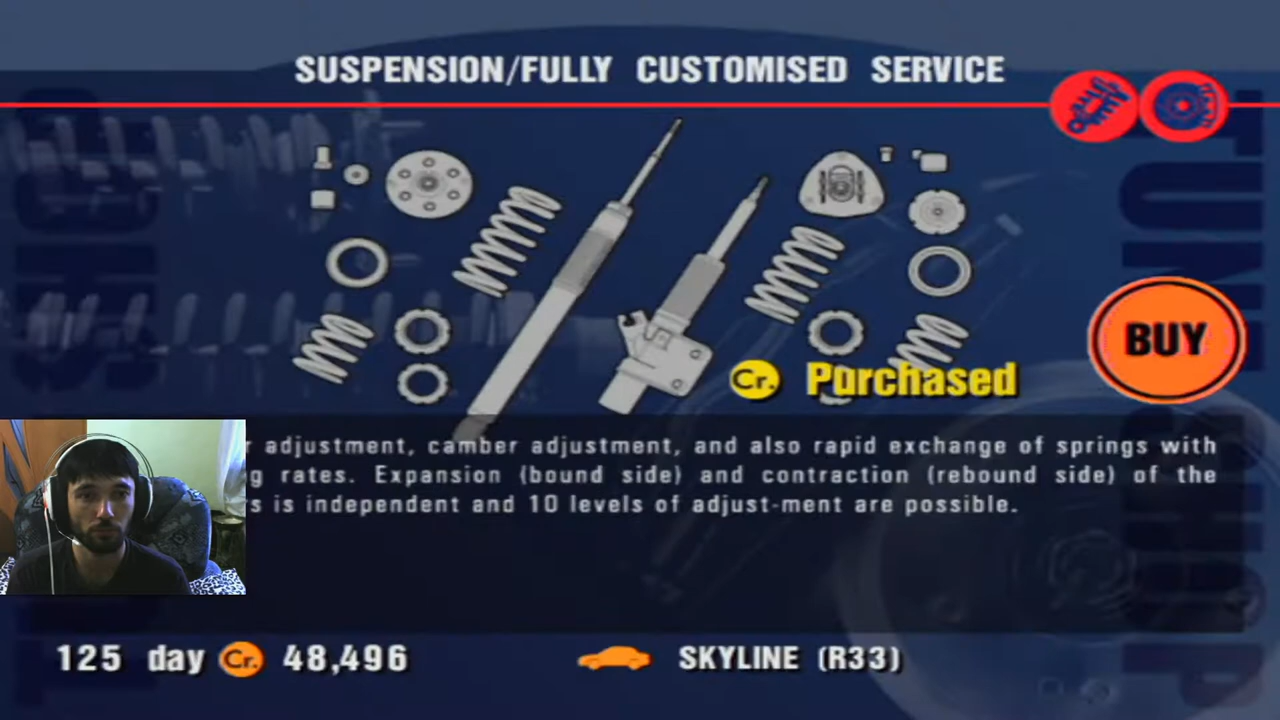 SUSPENSION/FULLY CUSTOMISED SERVICE
BUY
Cr. Purchased
adjustment, camber adjustment, and also rapid exchange of springs with
rates. Expansion (bound side) and contraction (rebound side) of the
is independent and 10 levels of adjust-ment are possible.
125 day Cr. 48,496 SKYLINE (R33)